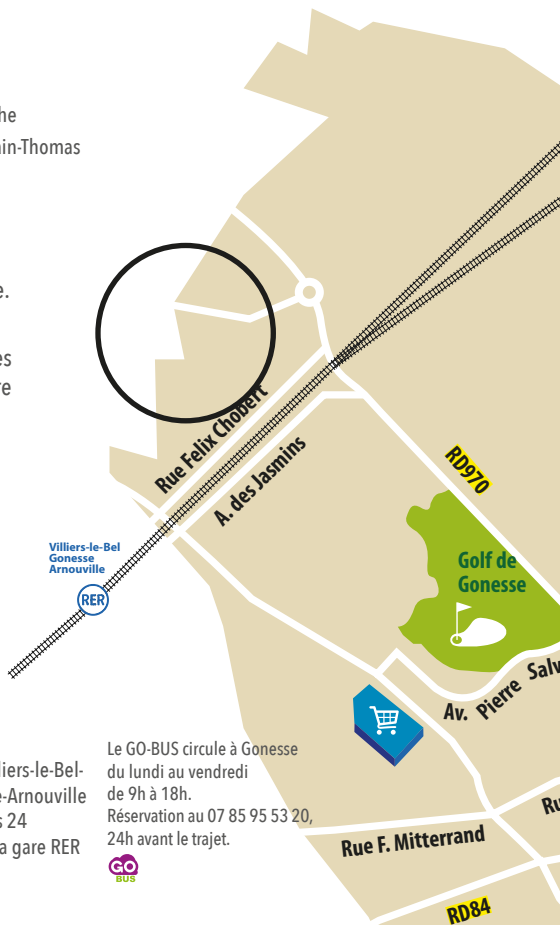 he
in-Thomas
e.
es
re
Rue Felix Chobert
A. des Jasmins
RD970
Villiers-le-Bel
Gonesse
Arnouville
RER
Golf de
Gonesse
Av. Pierre Salv
liers-le-Bel-
e-Arnouville
s 24
a gare RER
Le GO-BUS circule à Gonesse
du lundi au vendredi
de 9h à 18h.
Réservation au 07 85 95 53 20,
24h avant le trajet.
GO
BUS
Ru
Rue F. Mitterrand
RD84